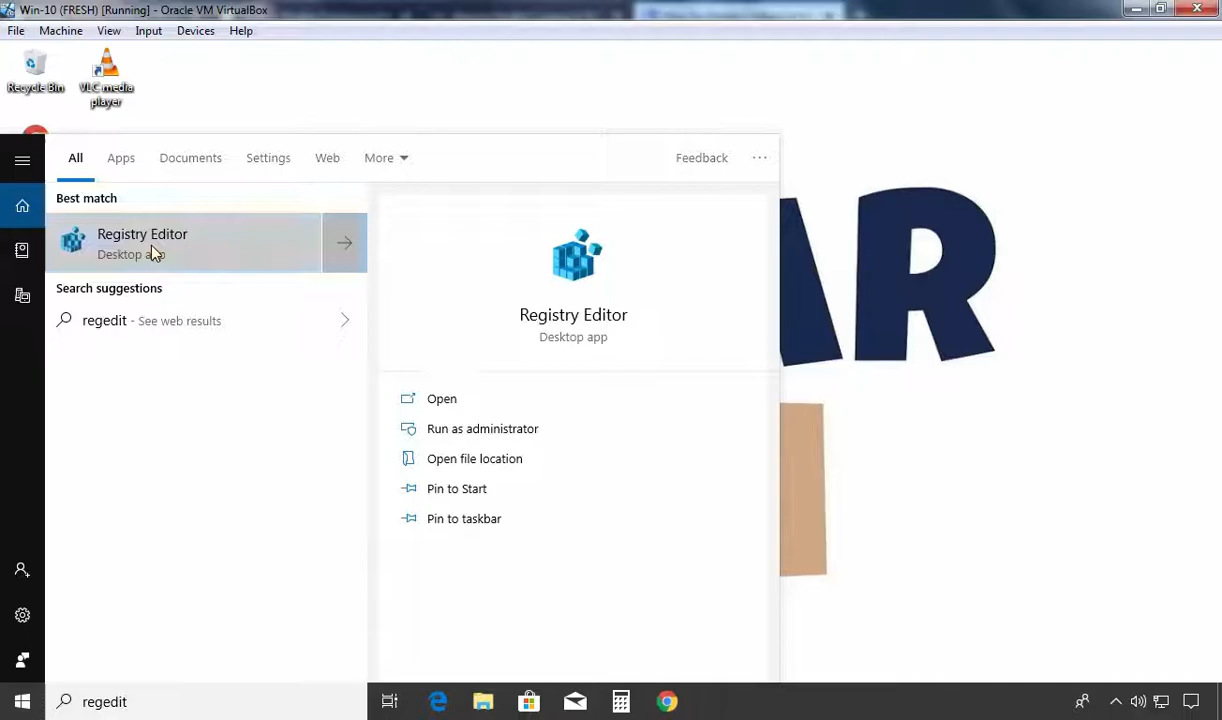 Win-10 (FRESH) [Running] - Oracle VM VirtualBox
File Machine View Input Devices Help
Recycle Bin
VLC media player
All Apps Documents Settings Web More Feedback ...
Best match
Registry Editor
Desktop app
Search suggestions
regedit - See web results
Registry Editor
Desktop app
Open
Run as administrator
Open file location
Pin to Start
Pin to taskbar
AR
regedit